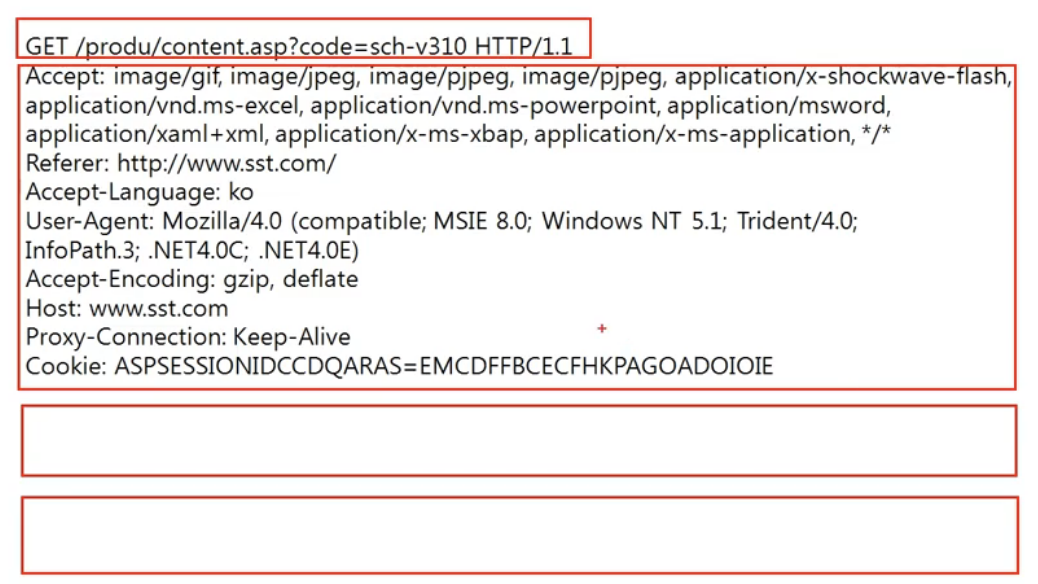 GET /produ/content.asp?code=sch-v310 HTTP/1.1
Accept: image/gif, image/jpeg, image/pjpeg, image/pjpeg, application/x-shockwave-flash,
application/vnd.ms-excel, application/vnd.ms-powerpoint, application/msword,
application/xaml+xml, application/x-ms-xbap, application/x-ms-application, */*
Referer: http://www.sst.com/
Accept-Language: ko
User-Agent: Mozilla/4.0 (compatible; MSIE 8.0; Windows NT 5.1; Trident/4.0;
InfoPath.3; .NET4.0C; .NET4.0E)
Accept-Encoding: gzip, deflate
Host: www.sst.com
Proxy-Connection: Keep-Alive
Cookie: ASPSESSIONIDCCDQARAS=EMCDFFBCECFHKPAGOADOIOIE